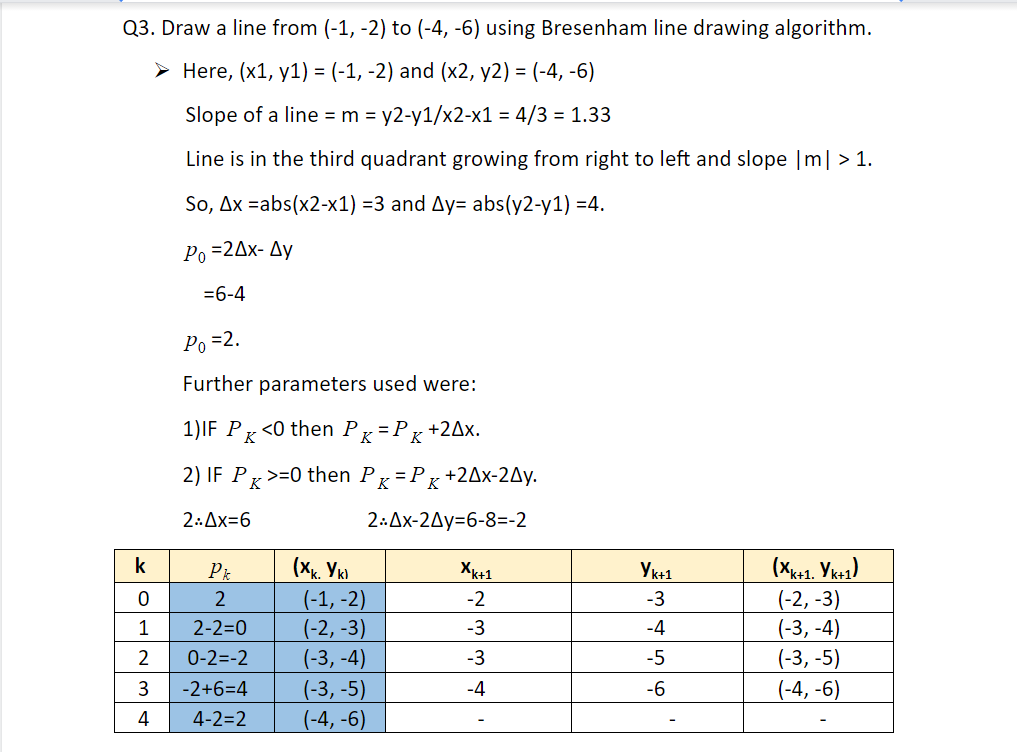 Q3. Draw a line from (-1, -2) to (-4, -6) using Bresenham line drawing algorithm.
➢ Here, (x1, y1) = (-1, -2) and (x2, y2) = (-4, -6)
Slope of a line = m = y2-y1/x2-x1 = 4/3 = 1.33
Line is in the third quadrant growing from right to left and slope |m| > 1.
So, Δx =abs(x2-x1) =3 and Δy= abs(y2-y1) =4.
p₀ =2Δx- Δy
=6-4
p₀ =2.
Further parameters used were:
1)IF P_K <0 then P_K = P_K +2Δx.
2) IF P_K >=0 then P_K = P_K +2Δx-2Δy.
2∴Δx=6 2∴Δx-2Δy=6-8=-2
k p_k (x_k, y_k) x_k+1 y_k+1 (x_k+1, y_k+1)
0 2 (-1, -2) -2 -3 (-2, -3)
1 2-2=0 (-2, -3) -3 -4 (-3, -4)
2 0-2=-2 (-3, -4) -3 -5 (-3, -5)
3 -2+6=4 (-3, -5) -4 -6 (-4, -6)
4 4-2=2 (-4, -6) - - -